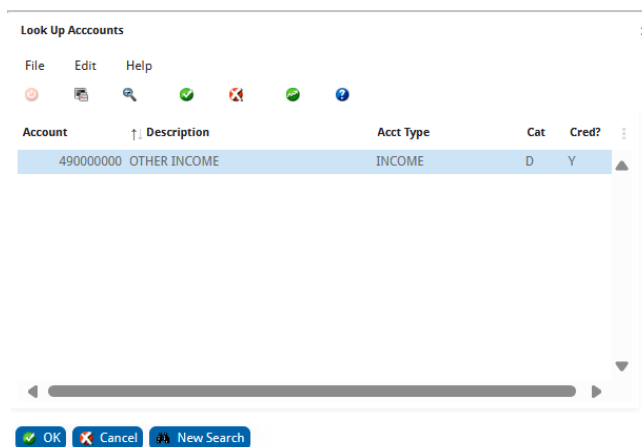 Look Up Acccounts
File Edit Help
Account ↑↓ Description Acct Type Cat Cred?
490000000 OTHER INCOME INCOME D Y
OK Cancel New Search